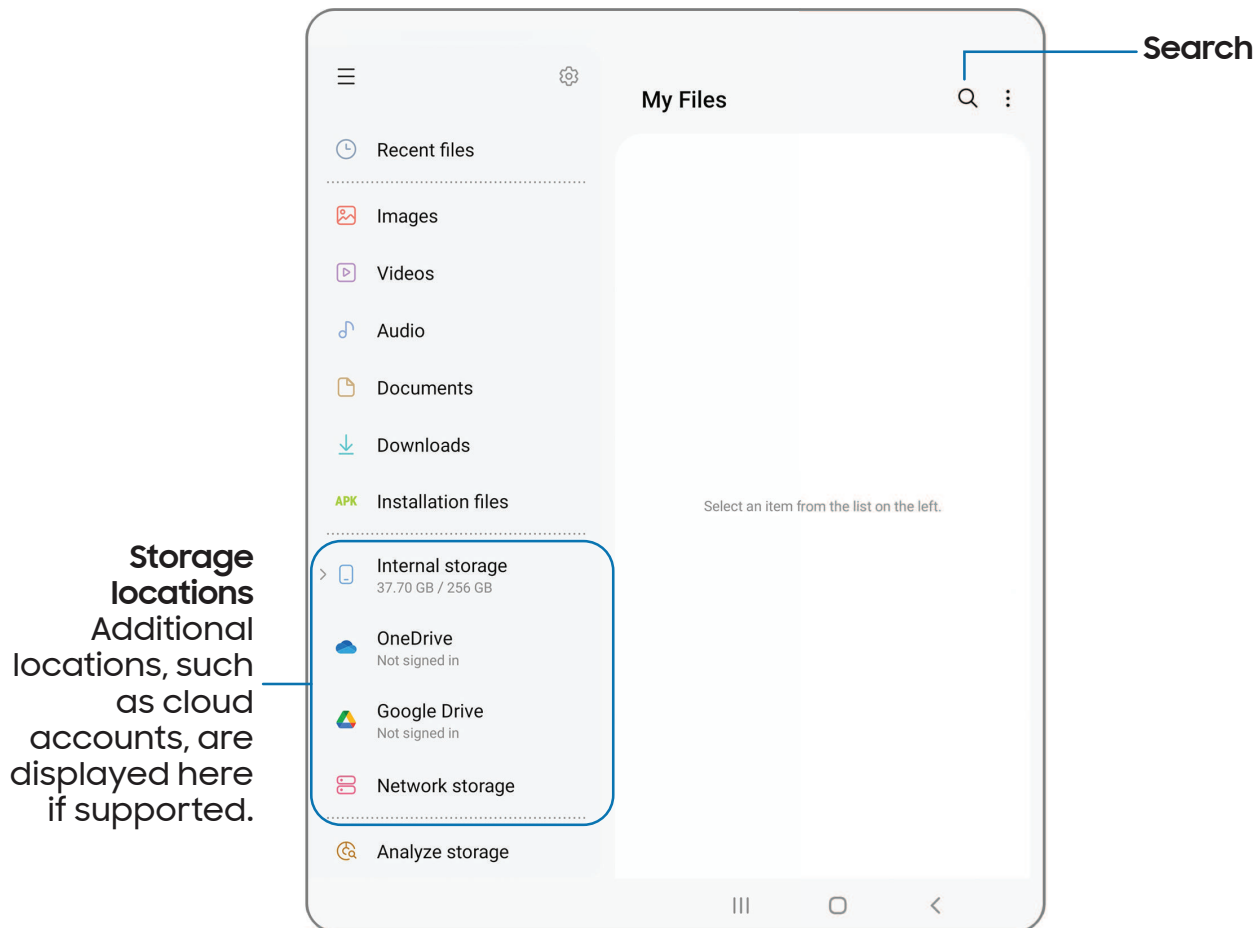 Search
My Files
Recent files
Images
Videos
Audio
Documents
Downloads
APK Installation files
Select an item from the list on the left.
Storage
locations
Additional
locations, such
as cloud
accounts, are
displayed here
if supported.
Internal storage
37.70 GB / 256 GB
OneDrive
Not signed in
Google Drive
Not signed in
Network storage
Analyze storage